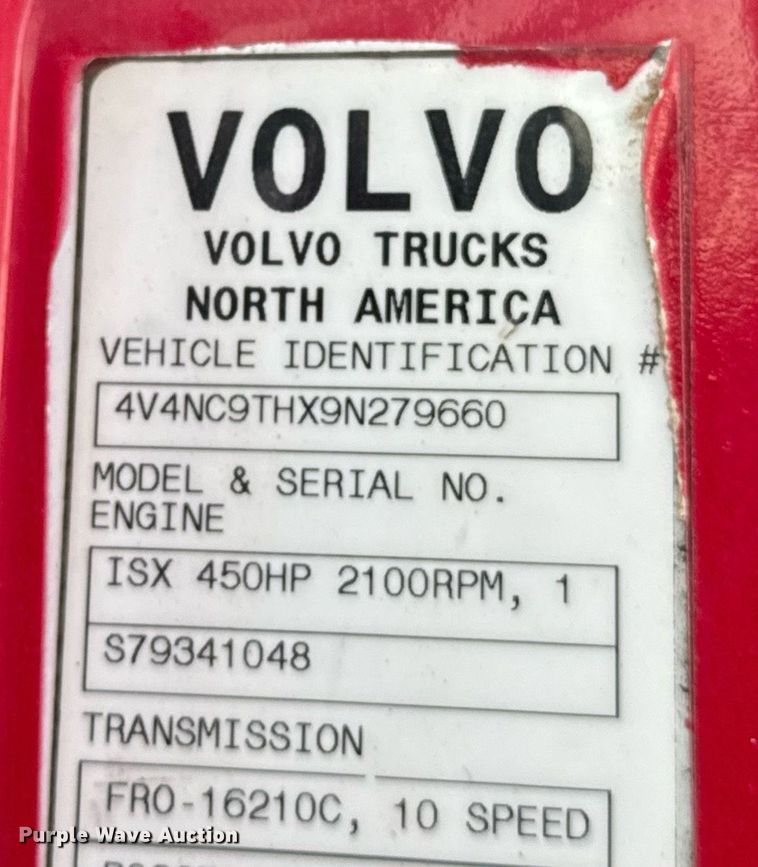 VOLVO
VOLVO TRUCKS
NORTH AMERICA
VEHICLE IDENTIFICATION #
4V4NC9THX9N279660
MODEL & SERIAL NO.
ENGINE
ISX 450HP 2100RPM, 1
S79341048
TRANSMISSION
FRO-16210C, 10 SPEED
Purple Wave Auction